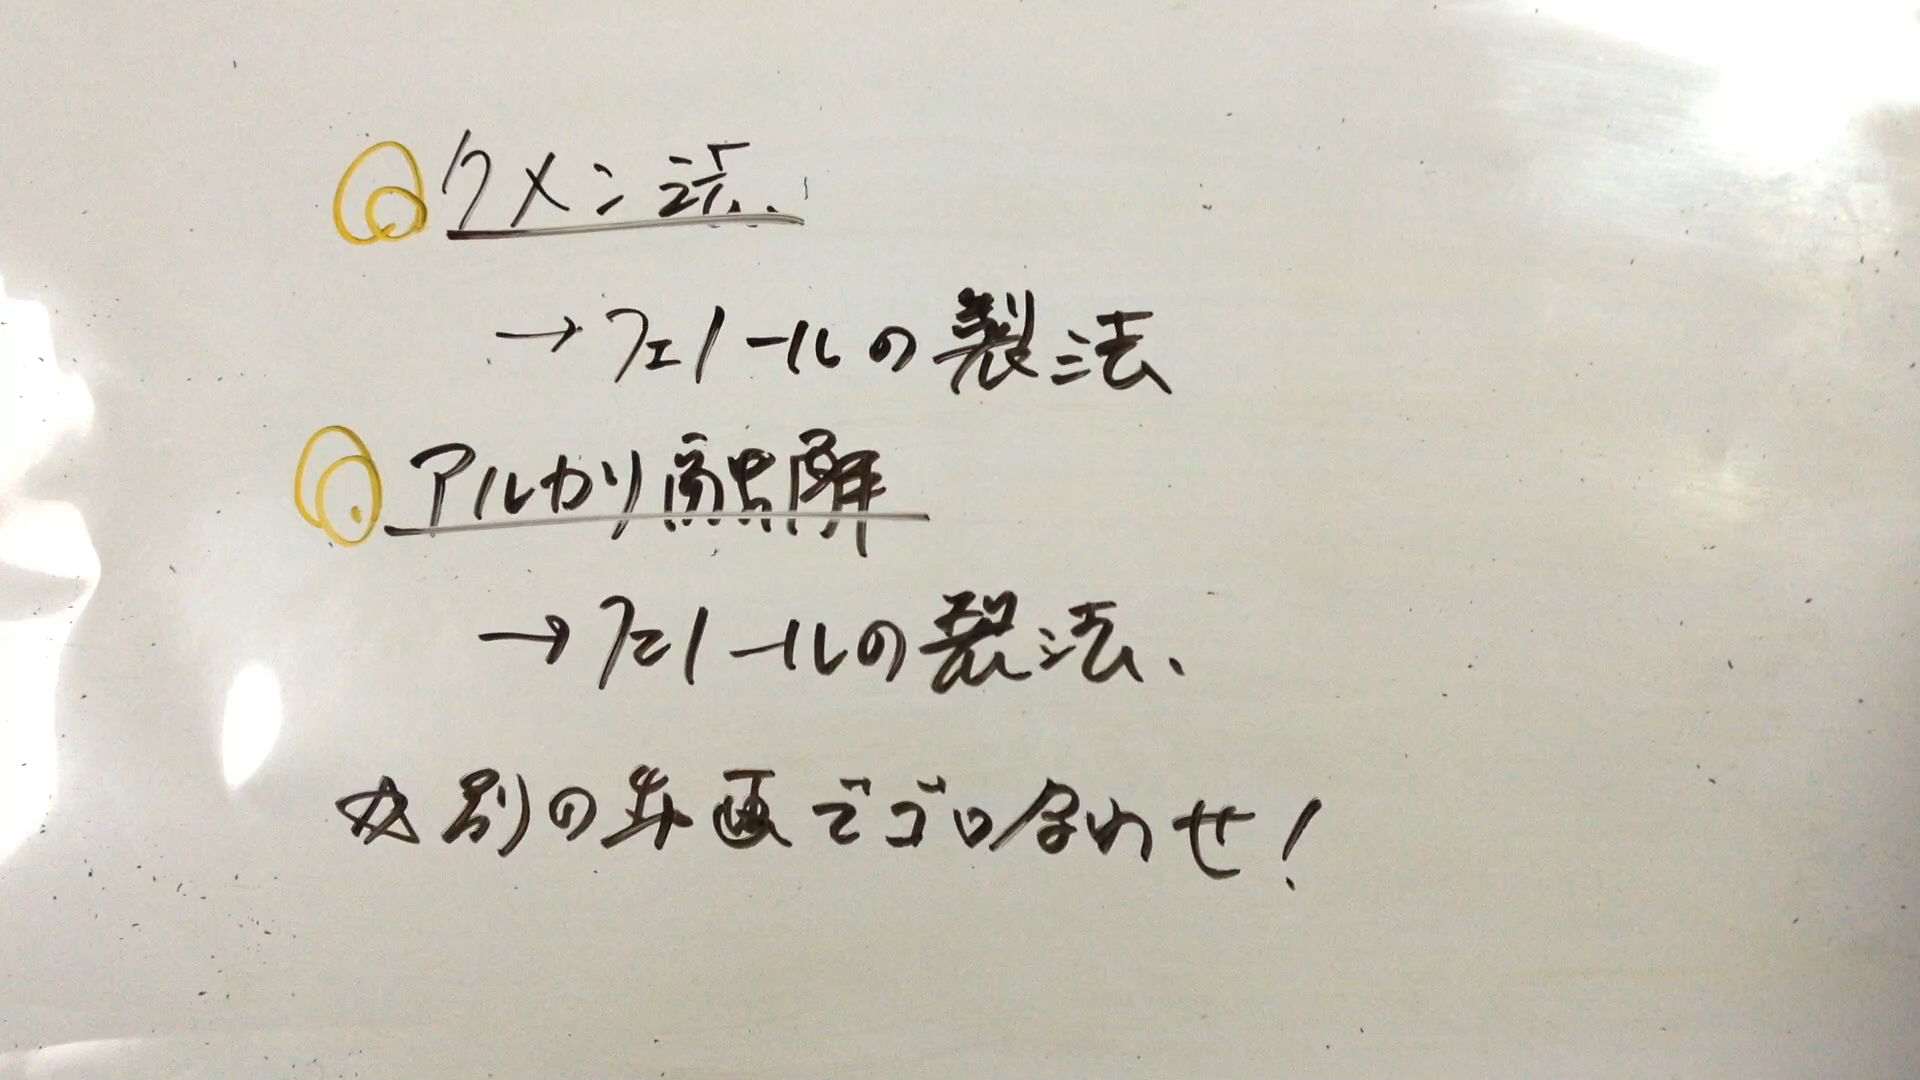 クメン法
→フェノールの製法
アルカリ融解
→フェノールの製法、
☆別の動画でゴロ合わせ!